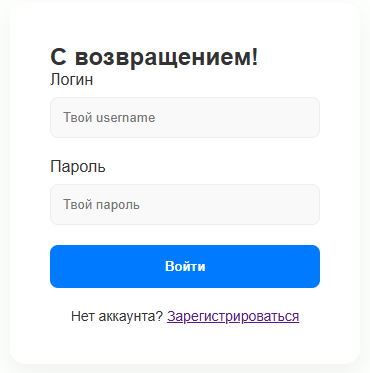 С возвращением!
Логин
Твой username
Пароль
Твой пароль
Войти
Нет аккаунта? Зарегистрироваться